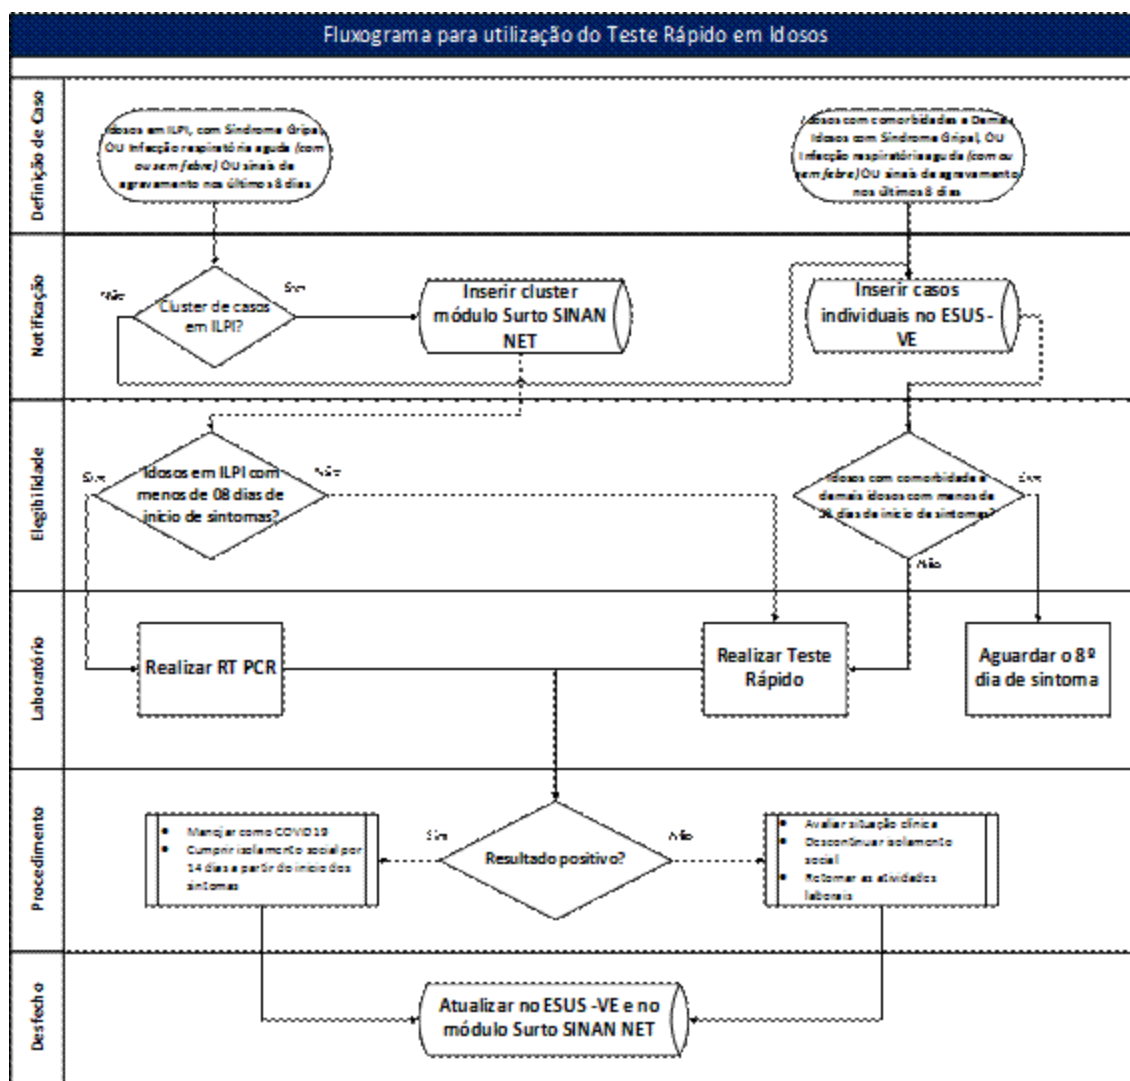 Fluxograma para utilização do Teste Rápido em Idosos
Definição de Caso
Idosos em ILPI, com Síndrome Gripal,
OU Infecção respiratória aguda (com
ou sem febre) OU sinais de
agravamento nos últimos 8 dias
Idosos com comorbidades e Demais
Idosos com Síndrome Gripal, OU
Infecção respiratória aguda (com ou
sem febre) OU sinais de agravamento
nos últimos 8 dias
Notificação
Não
Cluster de casos
em ILPI?
Sim
Inserir cluster
módulo Surto SINAN
NET
Inserir casos
individuais no ESUS -
VE
Elegibilidade
Sim
Idosos em ILPI com
menos de 08 dias de
inicio de sintomas?
Não
Idosos com comorbidade e
demais idosos com menos de
08 dias de inicio de sintomas?
Sim
Não
Laboratório
Realizar RT PCR
Realizar Teste
Rápido
Aguardar o 8º
dia de sintoma
Procedimento
• Manejar como COVID19
• Cumprir isolamento social por
14 dias a partir do inicio dos
sintomas
Sim
Resultado positivo?
Não
• Avaliar situação clínica
• Descontinuar isolamento
social
• Retornar as atividades
laborais
Desfecho
Atualizar no ESUS -VE e no
módulo Surto SINAN NET